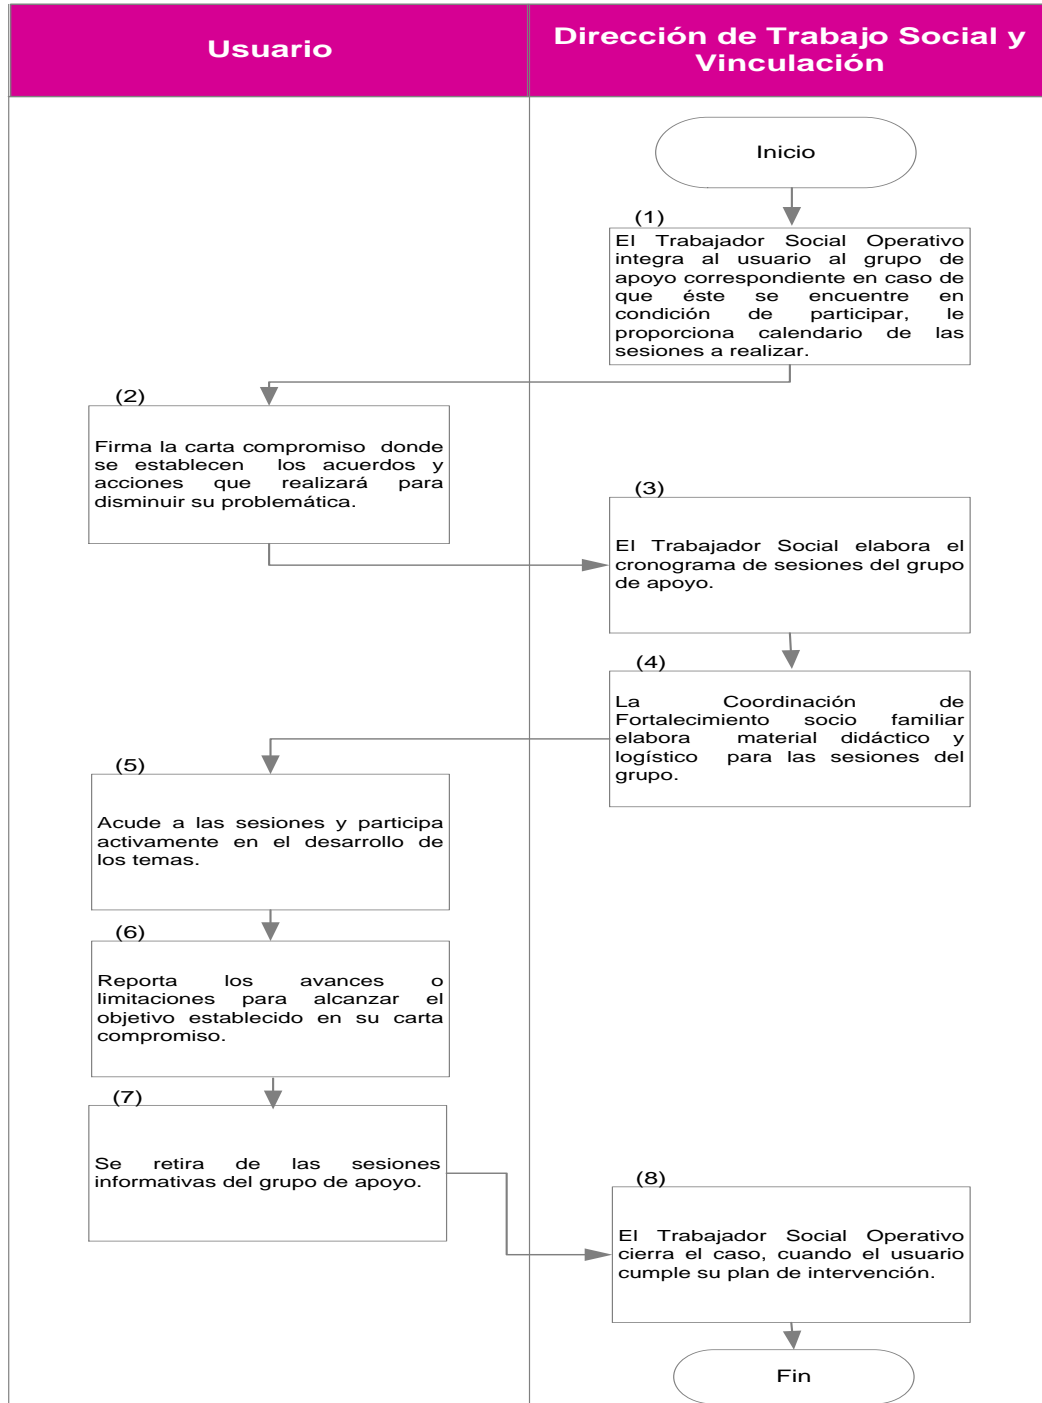 Usuario
Dirección de Trabajo Social y
Vinculación
Inicio
(1)
El Trabajador Social Operativo
integra al usuario al grupo de
apoyo correspondiente en caso de
que éste se encuentre en
condición de participar, le
proporciona calendario de las
sesiones a realizar.
(2)
Firma la carta compromiso donde
se establecen los acuerdos y
acciones que realizará para
disminuir su problemática.
(3)
El Trabajador Social elabora el
cronograma de sesiones del grupo
de apoyo.
(4)
La Coordinación de
Fortalecimiento socio familiar
elabora material didáctico y
logístico para las sesiones del
grupo.
(5)
Acude a las sesiones y participa
activamente en el desarrollo de
los temas.
(6)
Reporta los avances o
limitaciones para alcanzar el
objetivo establecido en su carta
compromiso.
(7)
Se retira de las sesiones
informativas del grupo de apoyo.
(8)
El Trabajador Social Operativo
cierra el caso, cuando el usuario
cumple su plan de intervención.
Fin